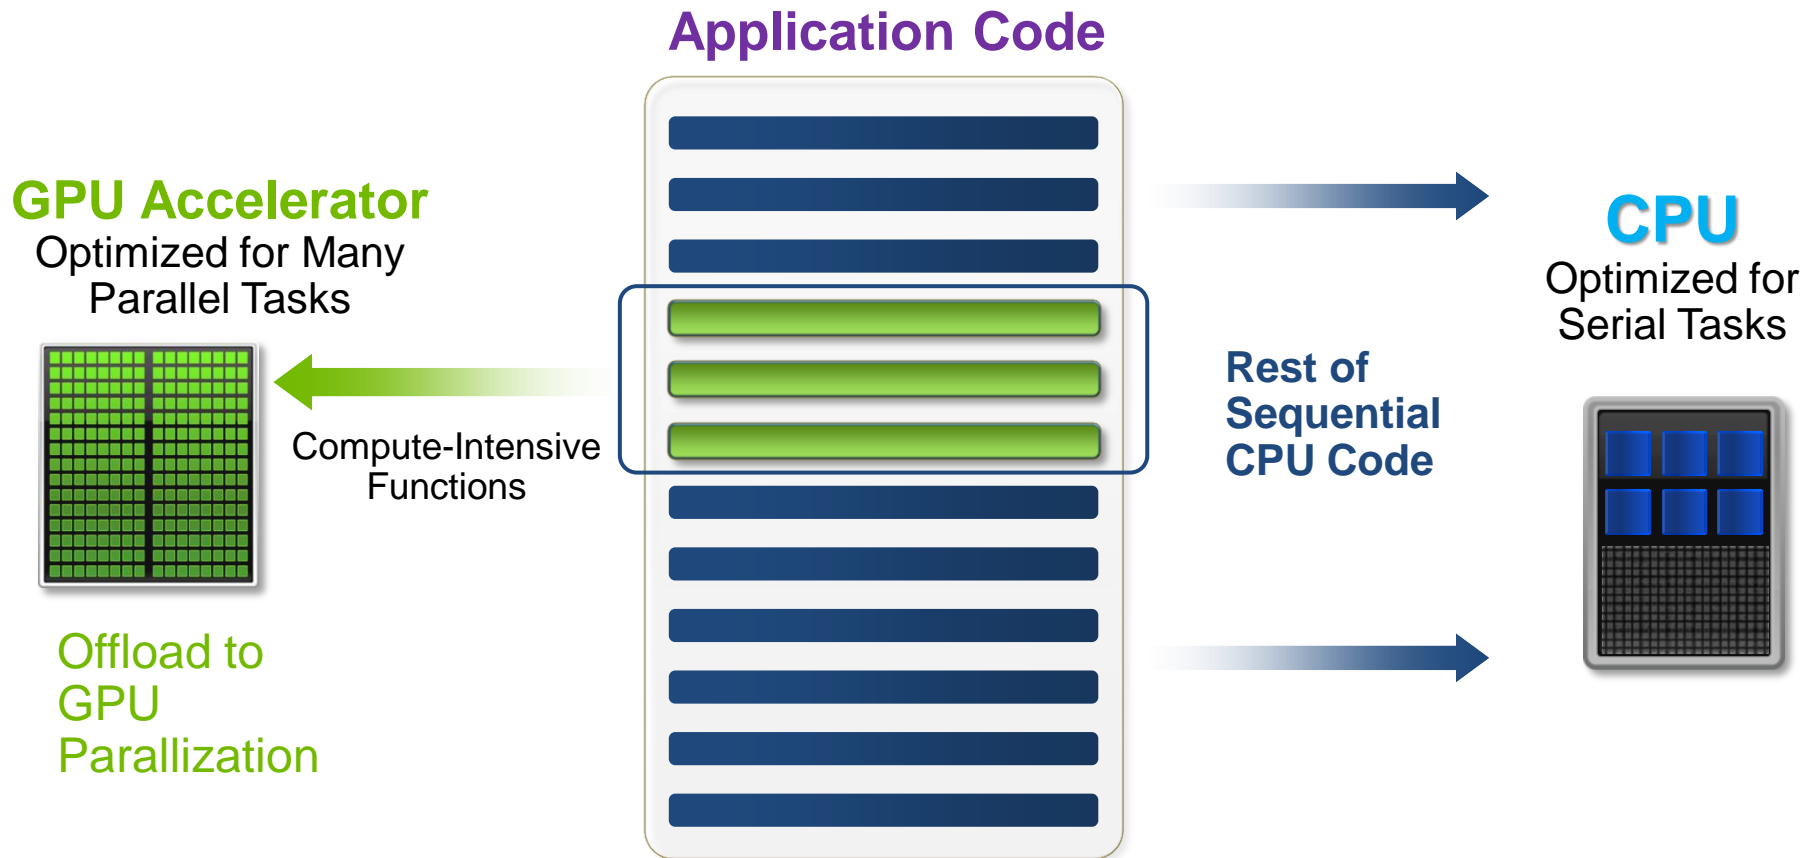 Application Code
GPU Accelerator
Optimized for Many
Parallel Tasks
Compute-Intensive
Functions
Offload to
GPU
Parallization
Rest of
Sequential
CPU Code
CPU
Optimized for
Serial Tasks